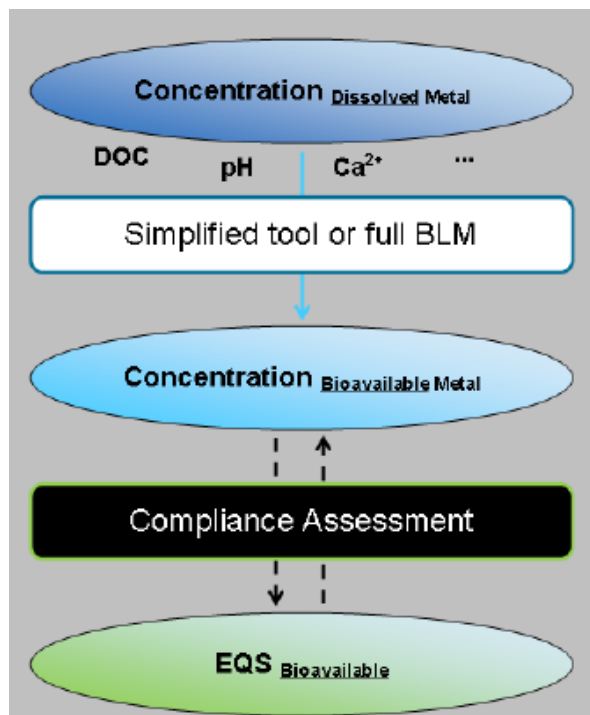 Concentration Dissolved Metal
DOC pH Ca²⁺ ...
Simplified tool or full BLM
Concentration Bioavailable Metal
Compliance Assessment
EQS Bioavailable